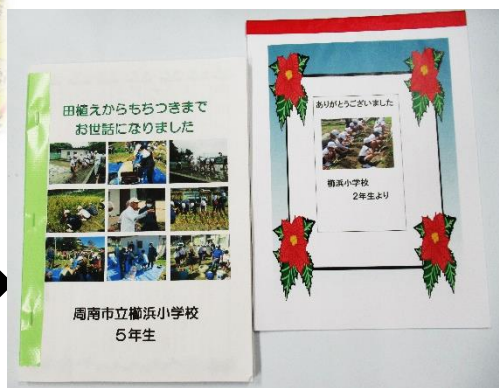 田植えからもちつきまで
お世話になりました
周南市立櫛浜小学校
5年生
ありがとうございました
櫛浜小学校
2年生より